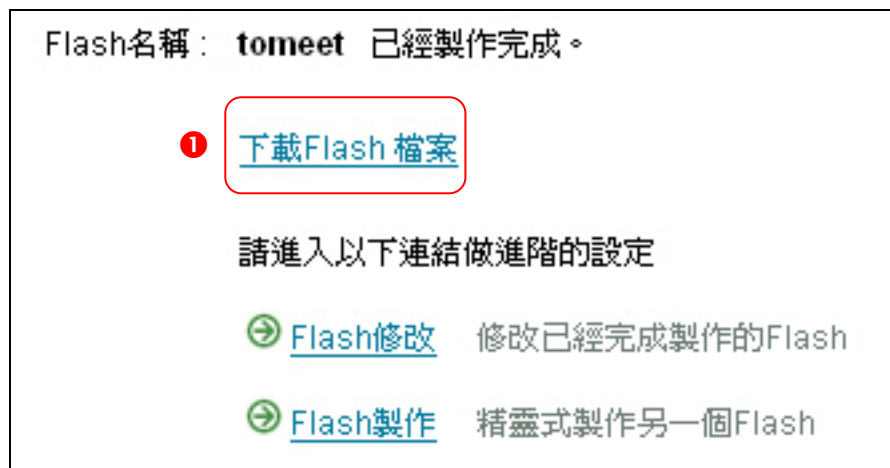 Flash名稱： tomeet 已經製作完成。
❶ 下載Flash 檔案
請進入以下連結做進階的設定
Flash修改 修改已經完成製作的Flash
Flash製作 精靈式製作另一個Flash